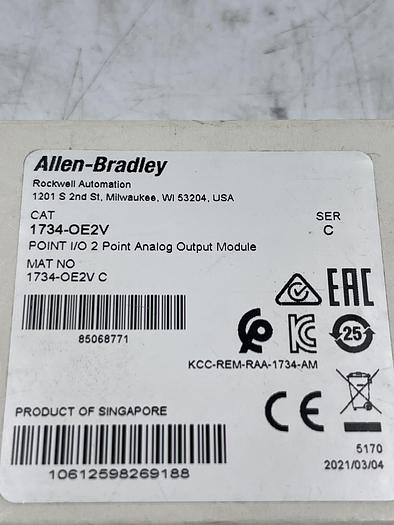 Allen-Bradley
Rockwell Automation
1201 S 2nd St, Milwaukee, WI 53204, USA
CAT
SER
1734-OE2V
C
POINT I/O 2 Point Analog Output Module
MAT NO
1734-OE2V C
85068771
EAC
25
KCC-REM-RAA-1734-AM
PRODUCT OF SINGAPORE
CE
10612598269188
5170
2021/03/04